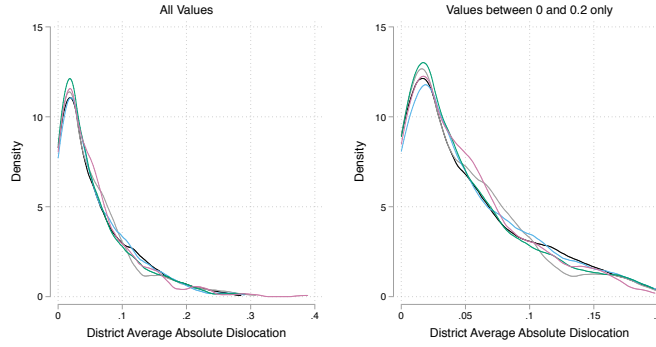 All Values
15
10
5
0
Density
0
.1
.2
.3
.4
District Average Absolute Dislocation
Values between 0 and 0.2 only
15
10
5
0
Density
0
.05
.1
.15
District Average Absolute Dislocation